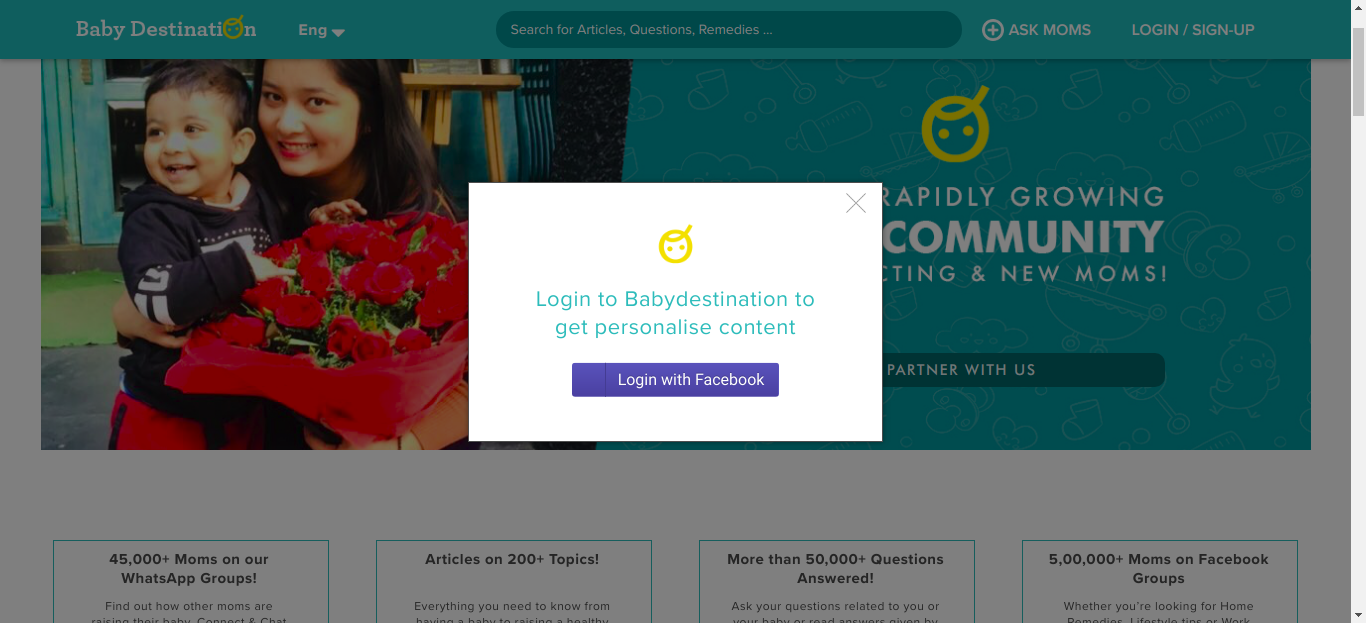 Baby Destination
Eng
Search for Articles, Questions, Remedies ...
ASK MOMS
LOGIN / SIGN-UP
RAPIDLY GROWING
COMMUNITY
CTING & NEW MOMS!
PARTNER WITH US
Login to Babydestination to
get personalise content
Login with Facebook
45,000+ Moms on our
WhatsApp Groups!
Find out how other moms are
raising their baby. Connect & Chat
Articles on 200+ Topics!
Everything you need to know from
having a baby to raising a healthy
More than 50,000+ Questions
Answered!
Ask your questions related to you or
your baby or read answers given by
5,00,000+ Moms on Facebook
Groups
Whether you're looking for Home
Remedies, Lifestyle tips or Work